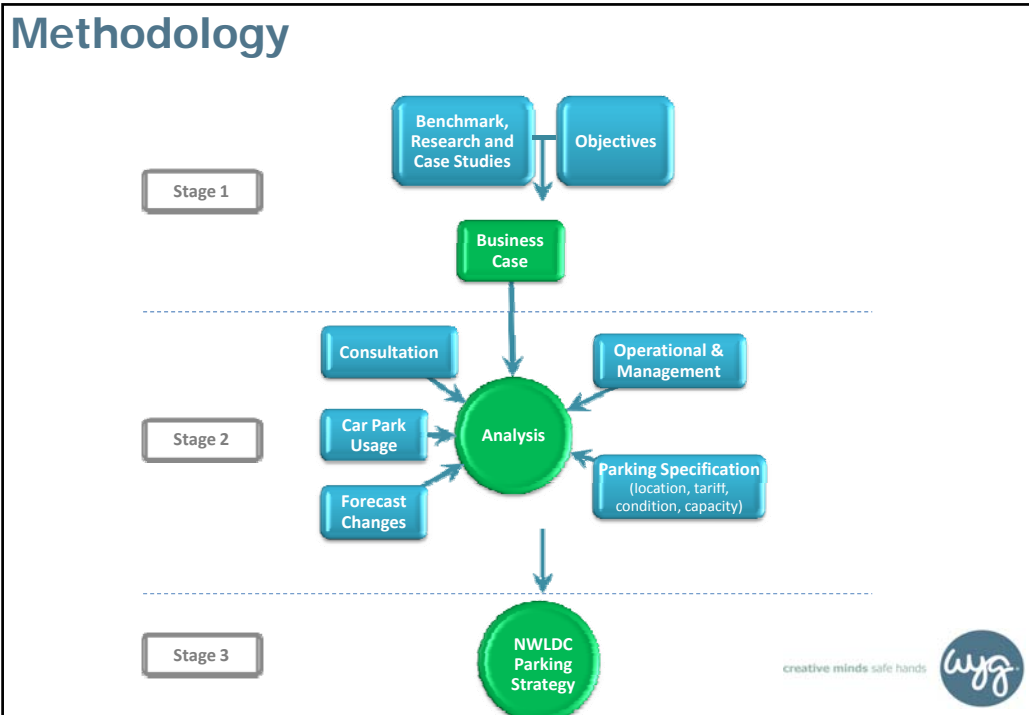 Methodology
Benchmark,
Research and
Case Studies
Objectives
Stage 1
Business
Case
Consultation
Operational &
Management
Stage 2
Car Park
Usage
Analysis
Forecast
Changes
Parking Specification
(location, tariff,
condition, capacity)
Stage 3
NWLDC
Parking
Strategy
creative minds safe hands
wyg.